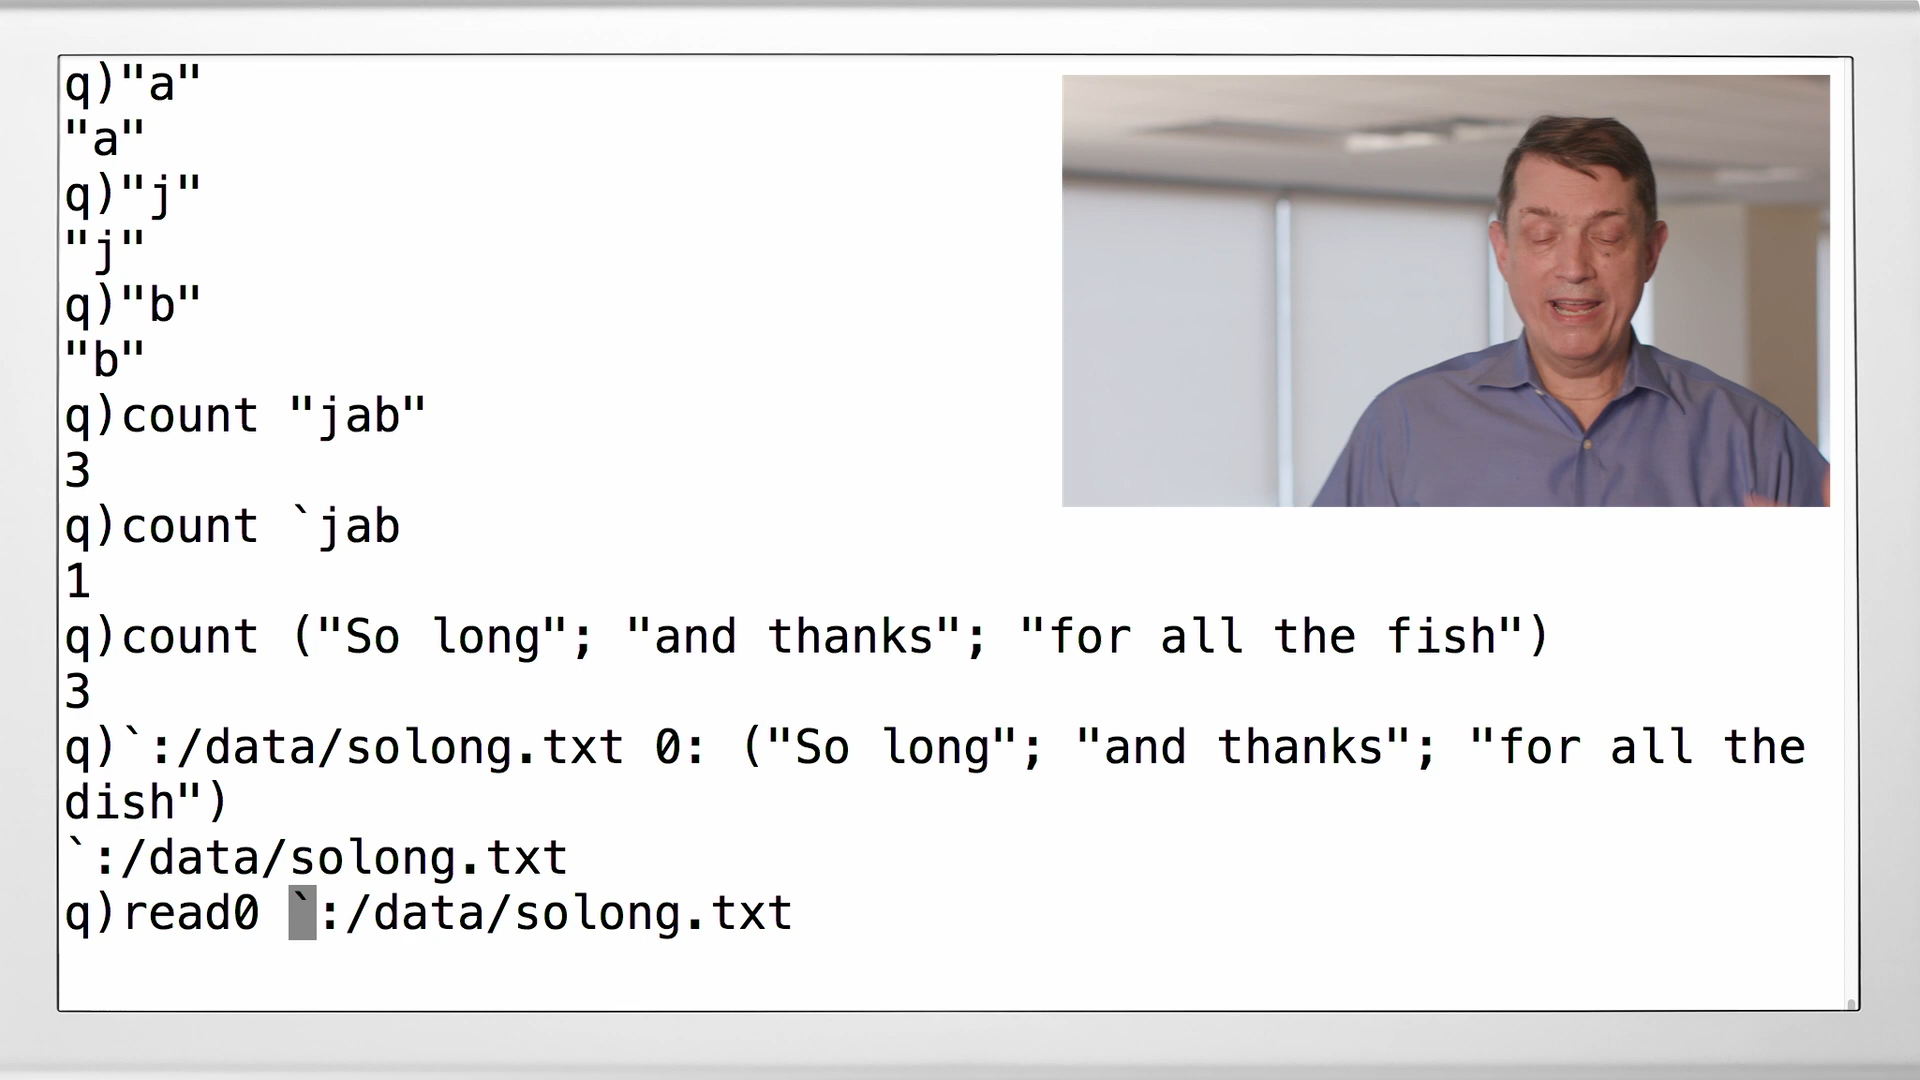 q)"a"
"a"
q)"j"
"j"
q)"b"
"b"
q)count "jab"
3
q)count `jab
1
q)count ("So long"; "and thanks"; "for all the fish")
3
q)`:/data/solong.txt 0: ("So long"; "and thanks"; "for all the
dish")
`:/data/solong.txt
q)read0 `:/data/solong.txt